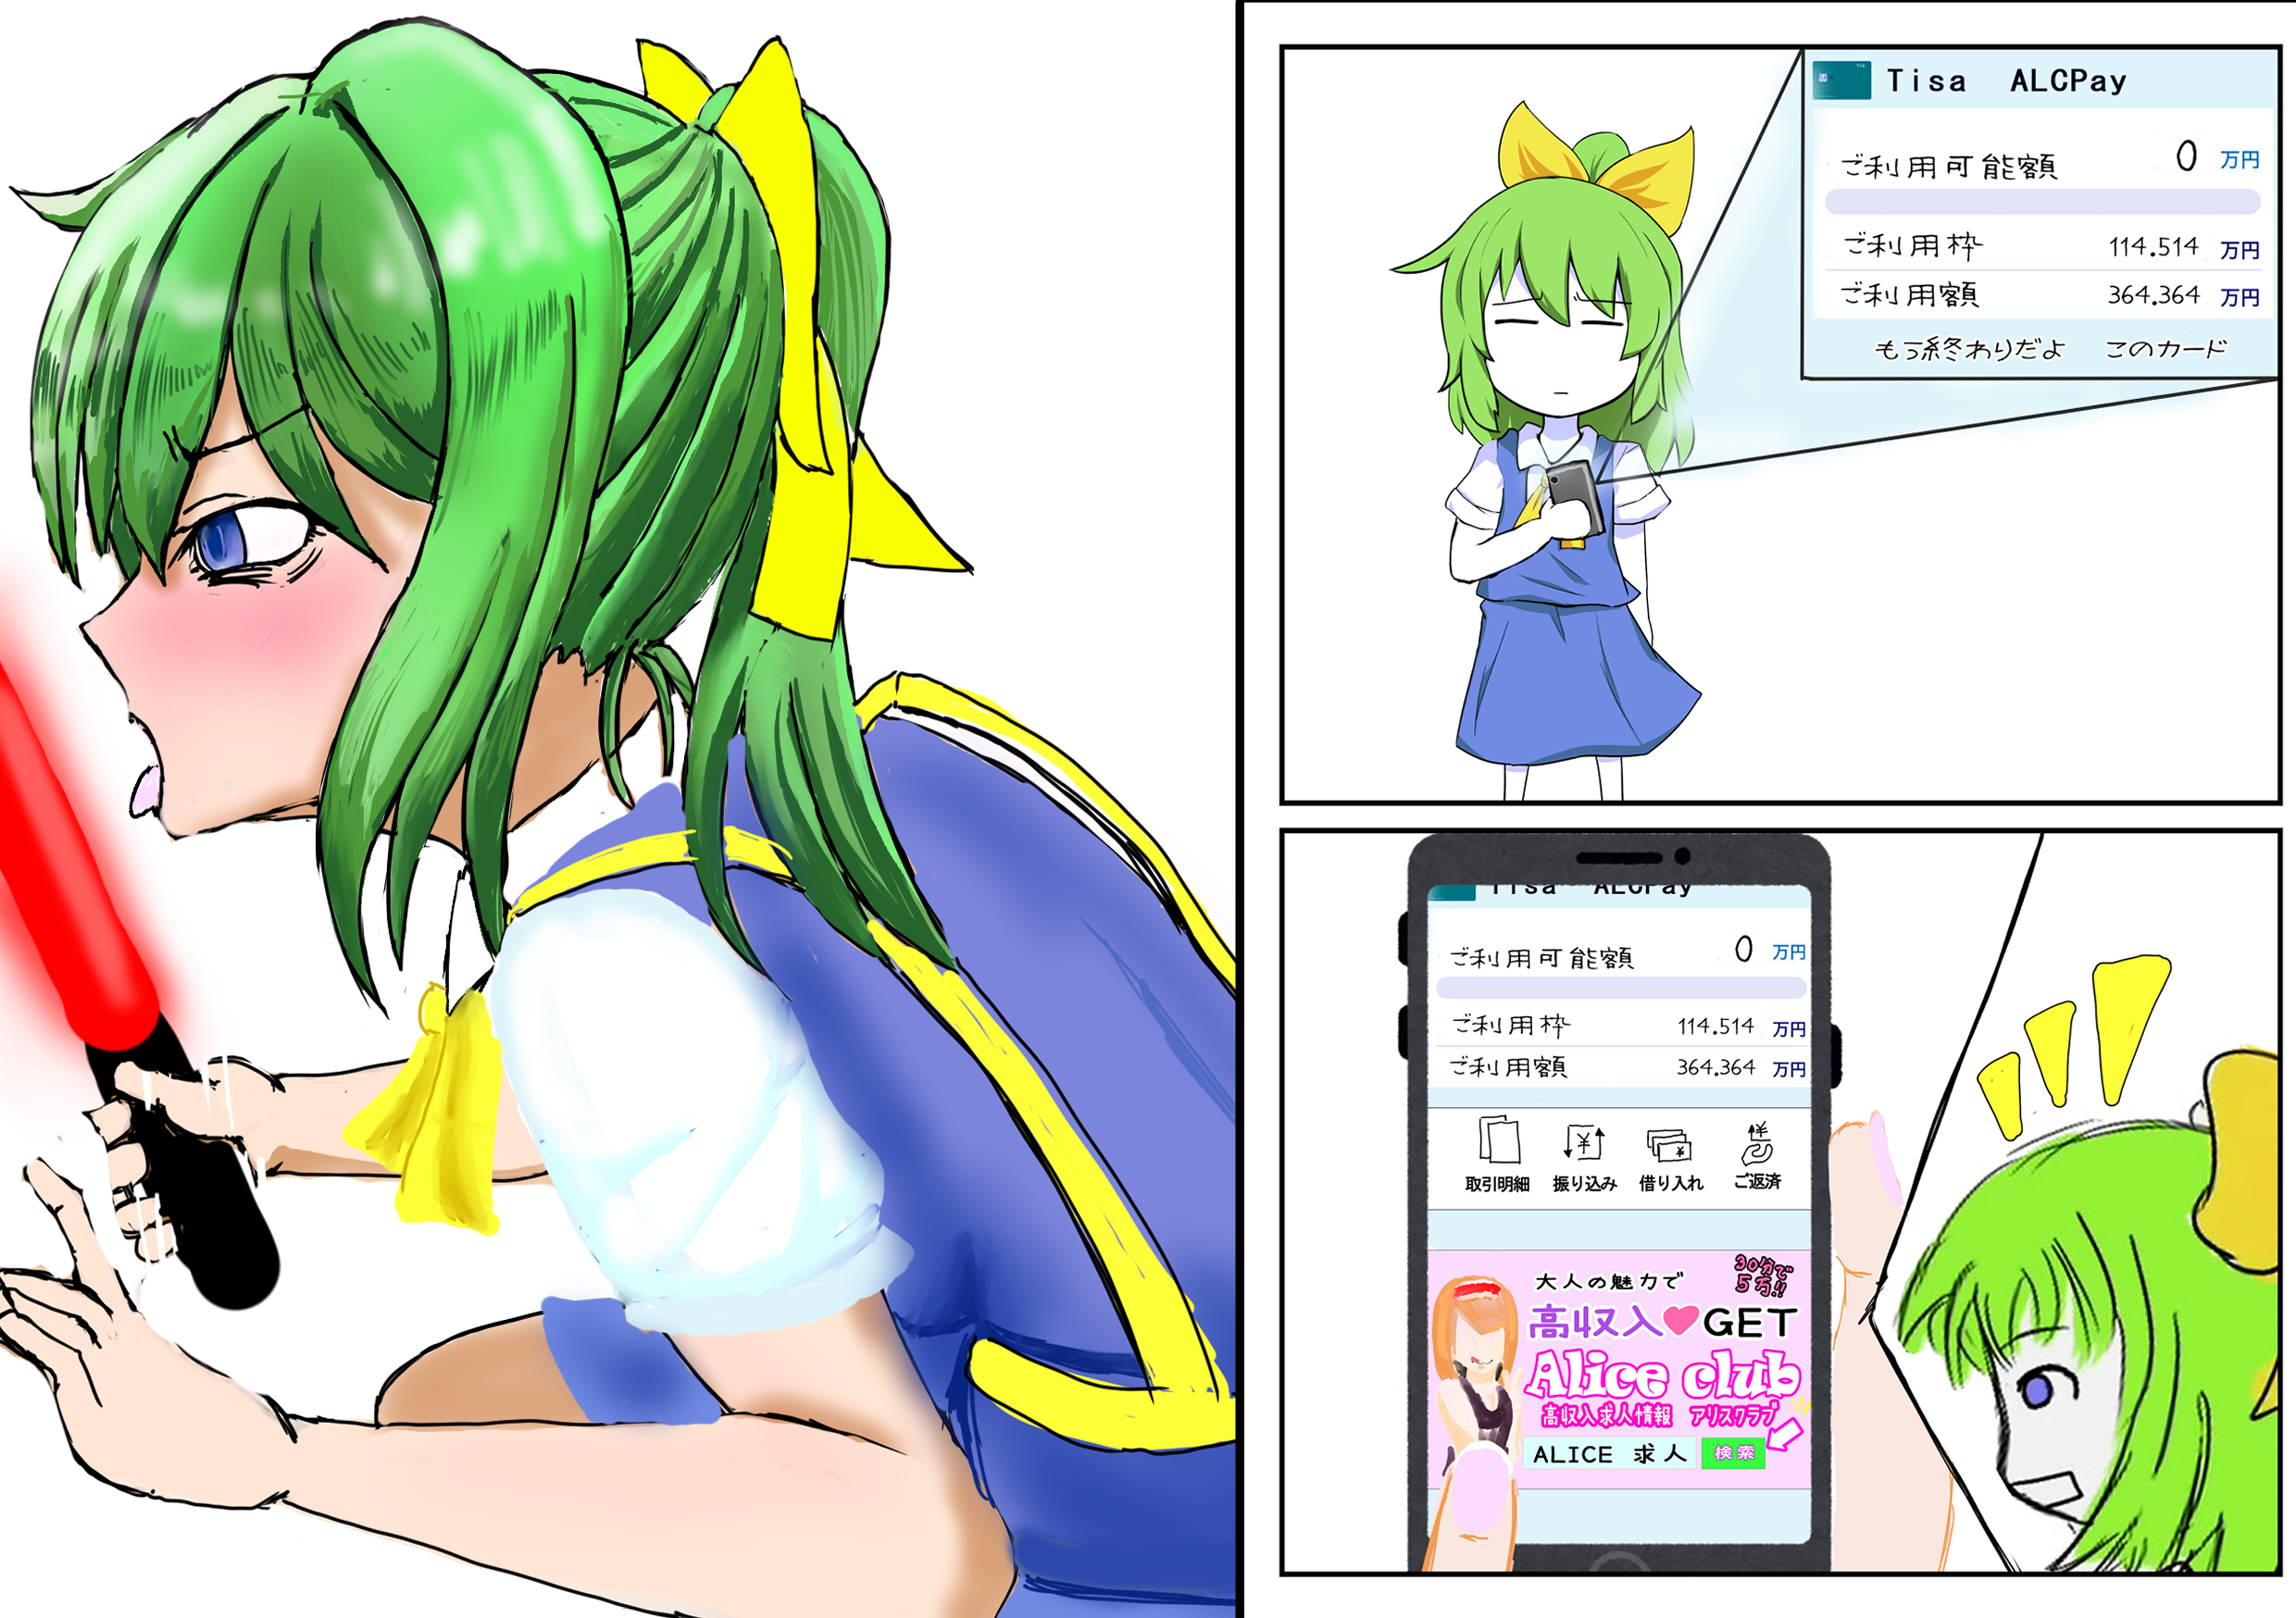 Tisa ALCPay
ご利用可能額 0 万円
ご利用枠 114.514 万円
ご利用額 364.364 万円
もう終わりだよ このカード
Tisa ALCPay
ご利用可能額 0 万円
ご利用枠 114.514 万円
ご利用額 364.364 万円
取引明細 振り込み 借り入れ ご返済
大人の魅力で
30分で
5万!!
高収入♥GET
Alice club
高収入求人情報 アリスクラブ
ALICE 求人 検索